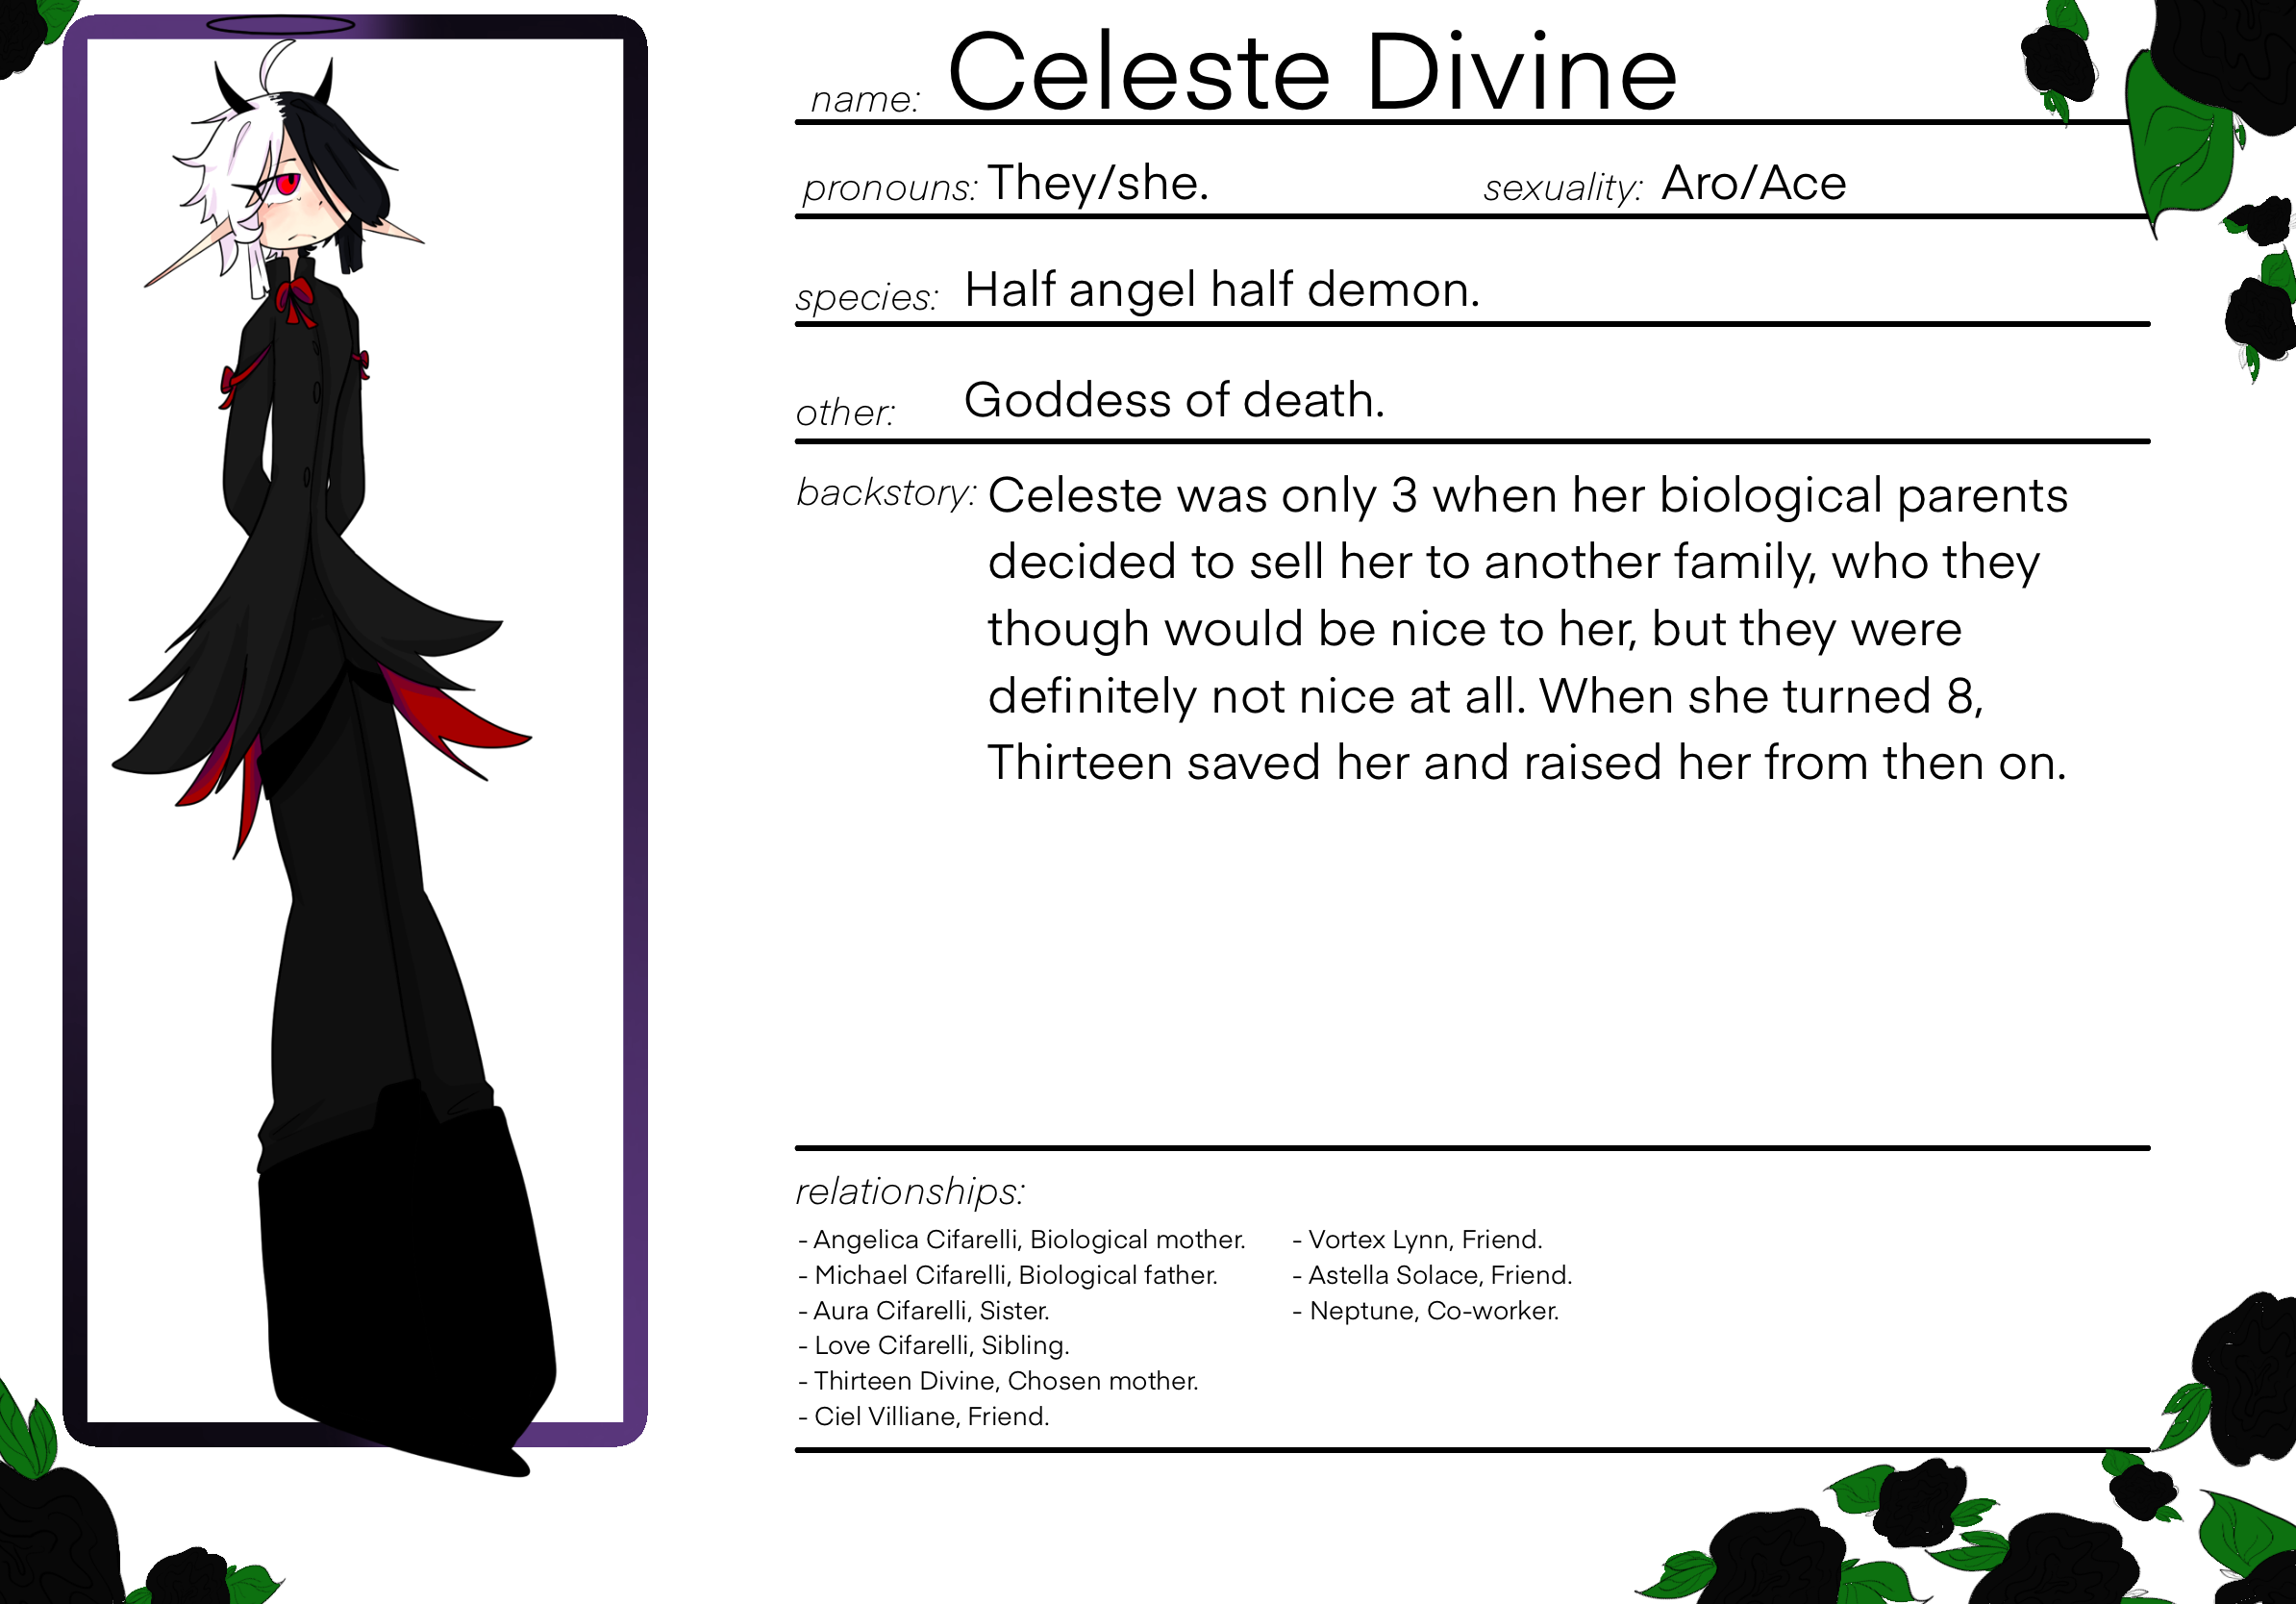 name: Celeste Divine
pronouns: They/she. sexuality: Aro/Ace
species: Half angel half demon.
other: Goddess of death.
backstory: Celeste was only 3 when her biological parents
decided to sell her to another family, who they
though would be nice to her, but they were
definitely not nice at all. When she turned 8,
Thirteen saved her and raised her from then on.
relationships:
- Angelica Cifarelli, Biological mother.
- Michael Cifarelli, Biological father.
- Aura Cifarelli, Sister.
- Love Cifarelli, Sibling.
- Thirteen Divine, Chosen mother.
- Ciel Villiane, Friend.
- Vortex Lynn, Friend.
- Astella Solace, Friend.
- Neptune, Co-worker.